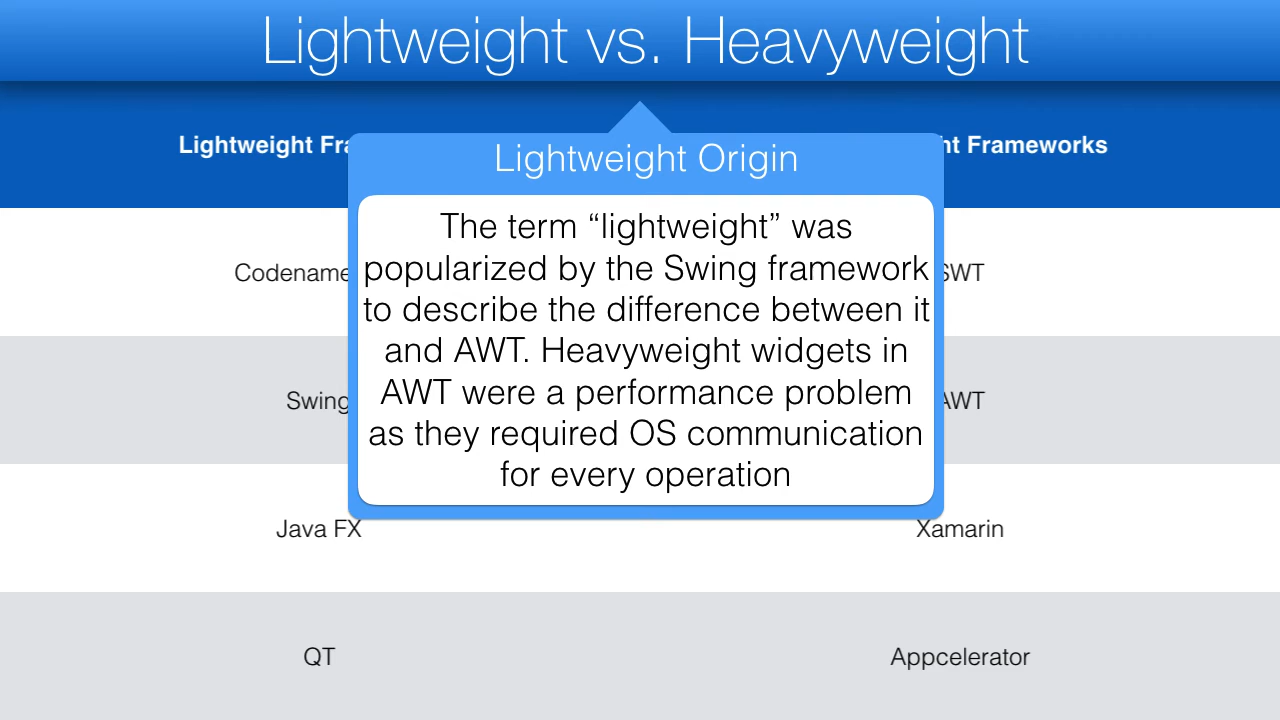 Lightweight vs. Heavyweight
Lightweight
Frameworks
Lightweight Origin
The term “lightweight” was
popularized by the Swing framework
to describe the difference between it
and AWT. Heavyweight widgets in
AWT were a performance problem
as they required OS communication
for every operation
Codename
SWT
Swing
AWT
Java FX
Xamarin
QT
Appcelerator